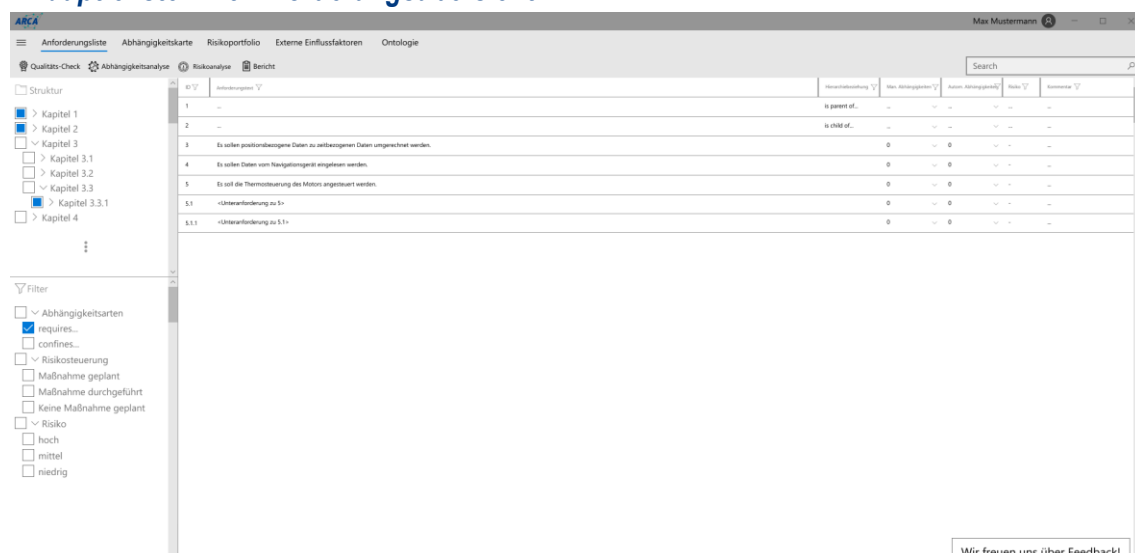 ARCA
Max Mustermann
Anforderungsliste Abhängigkeitskarte Risikoportfolio Externe Einflussfaktoren Ontologie
Qualitäts-Check Abhängigkeitsanalyse Risikoanalyse Bericht
Search
Struktur
Kapitel 1
Kapitel 2
Kapitel 3
Kapitel 3.1
Kapitel 3.2
Kapitel 3.3
Kapitel 3.3.1
Kapitel 4
Filter
Abhängigkeitsarten
requires...
confines...
Risikosteuerung
Maßnahme geplant
Maßnahme durchgeführt
Keine Maßnahme geplant
Risiko
hoch
mittel
niedrig
ID Anforderungstext Hierarchiebeziehung Man. Abhängigkeiten Autom. Abhängigkeiten Risiko Kommentar
1 ... is parent of... ... ... ... ...
2 ... is child of... ... ... ... ...
3 Es sollen positionsbezogene Daten zu zeitbezogenen Daten umgerechnet werden. 0 0 - ...
4 Es sollen Daten vom Navigationsgerät eingelesen werden. 0 0 - ...
5 Es soll die Thermosteuerung des Motors angesteuert werden. 0 0 - ...
5.1 <Unteranforderung zu 5> 0 0 - ...
5.1.1 <Unteranforderung zu 5.1> 0 0 - ...
Wir freuen uns über Feedback!